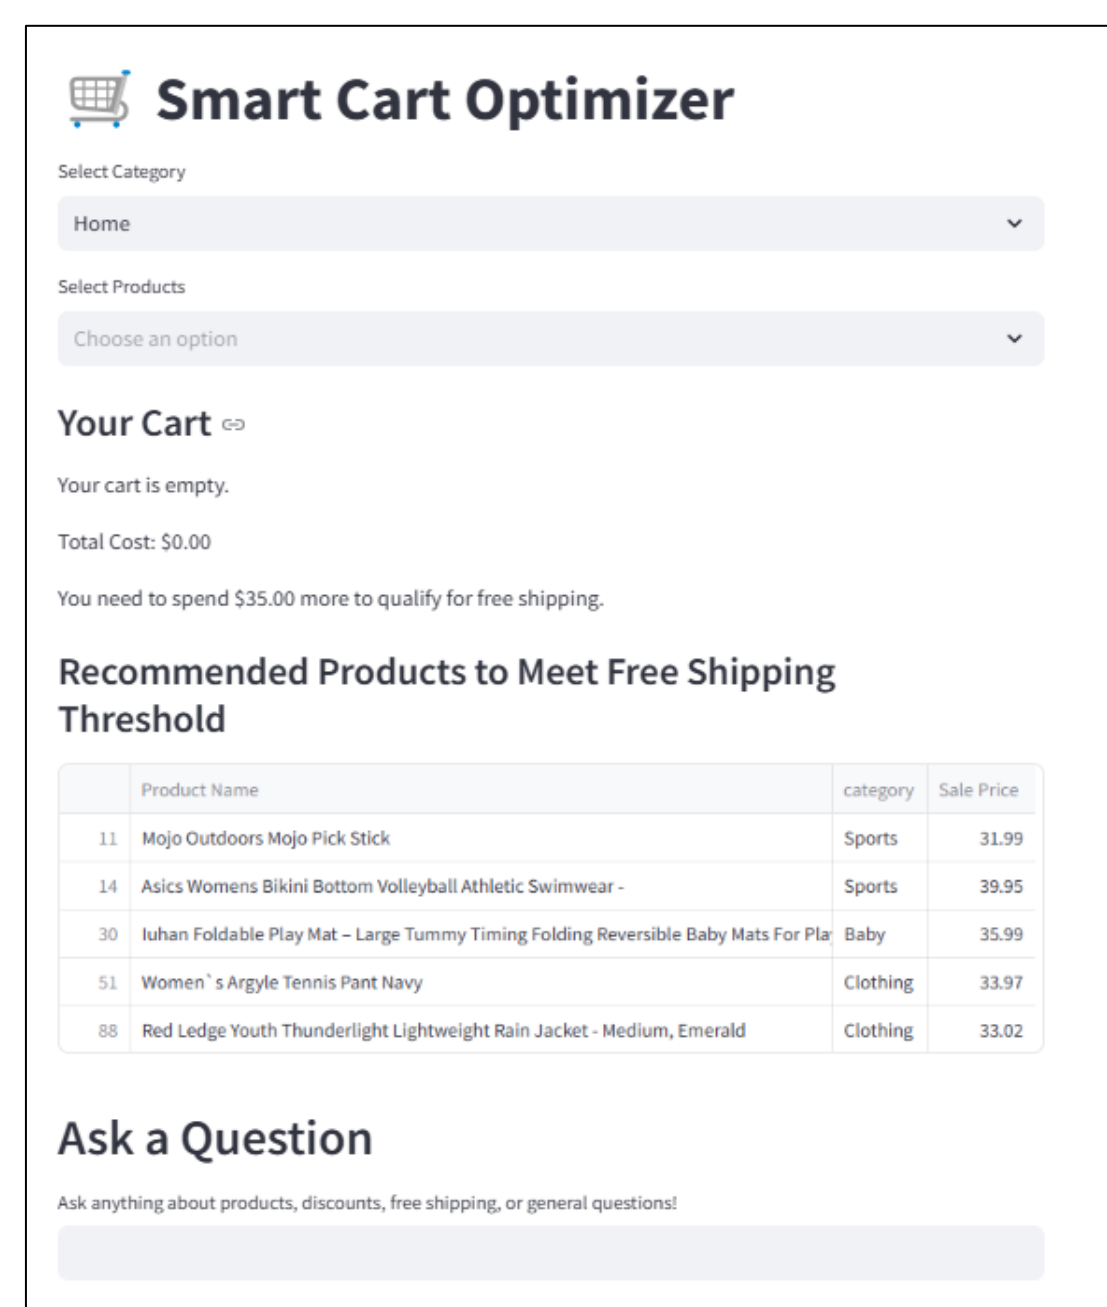 Smart Cart Optimizer
Select Category
Home
Select Products
Choose an option
Your Cart
Your cart is empty.
Total Cost: $0.00
You need to spend $35.00 more to qualify for free shipping.
Recommended Products to Meet Free Shipping
Threshold
Product Name category Sale Price
11 Mojo Outdoors Mojo Pick Stick Sports 31.99
14 Asics Womens Bikini Bottom Volleyball Athletic Swimwear - Sports 39.95
30 Iuhan Foldable Play Mat – Large Tummy Timing Folding Reversible Baby Mats For Play Baby 35.99
51 Women`s Argyle Tennis Pant Navy Clothing 33.97
88 Red Ledge Youth Thunderlight Lightweight Rain Jacket - Medium, Emerald Clothing 33.02
Ask a Question
Ask anything about products, discounts, free shipping, or general questions!